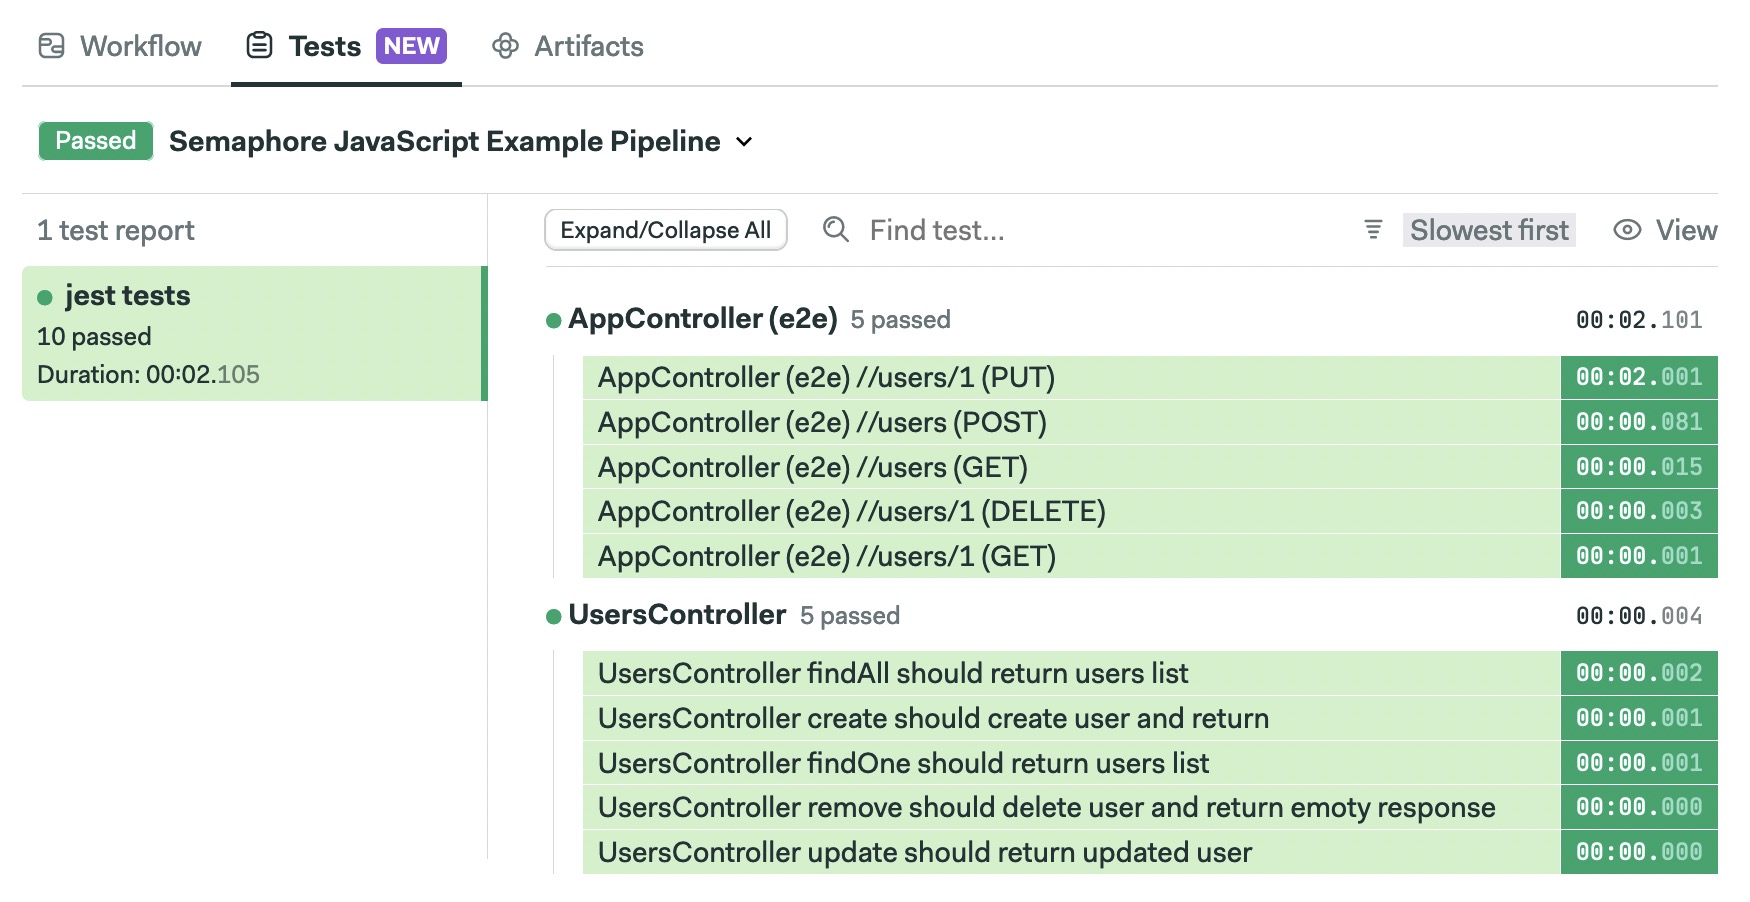 Workflow Tests NEW Artifacts
Passed Semaphore JavaScript Example Pipeline
1 test report
jest tests
10 passed
Duration: 00:02.105
Expand/Collapse All Find test... Slowest first View
AppController (e2e) 5 passed 00:02.101
AppController (e2e) //users/1 (PUT) 00:02.001
AppController (e2e) //users (POST) 00:00.081
AppController (e2e) //users (GET) 00:00.015
AppController (e2e) //users/1 (DELETE) 00:00.003
AppController (e2e) //users/1 (GET) 00:00.001
UsersController 5 passed 00:00.004
UsersController findAll should return users list 00:00.002
UsersController create should create user and return 00:00.001
UsersController findOne should return users list 00:00.001
UsersController remove should delete user and return emoty response 00:00.000
UsersController update should return updated user 00:00.000